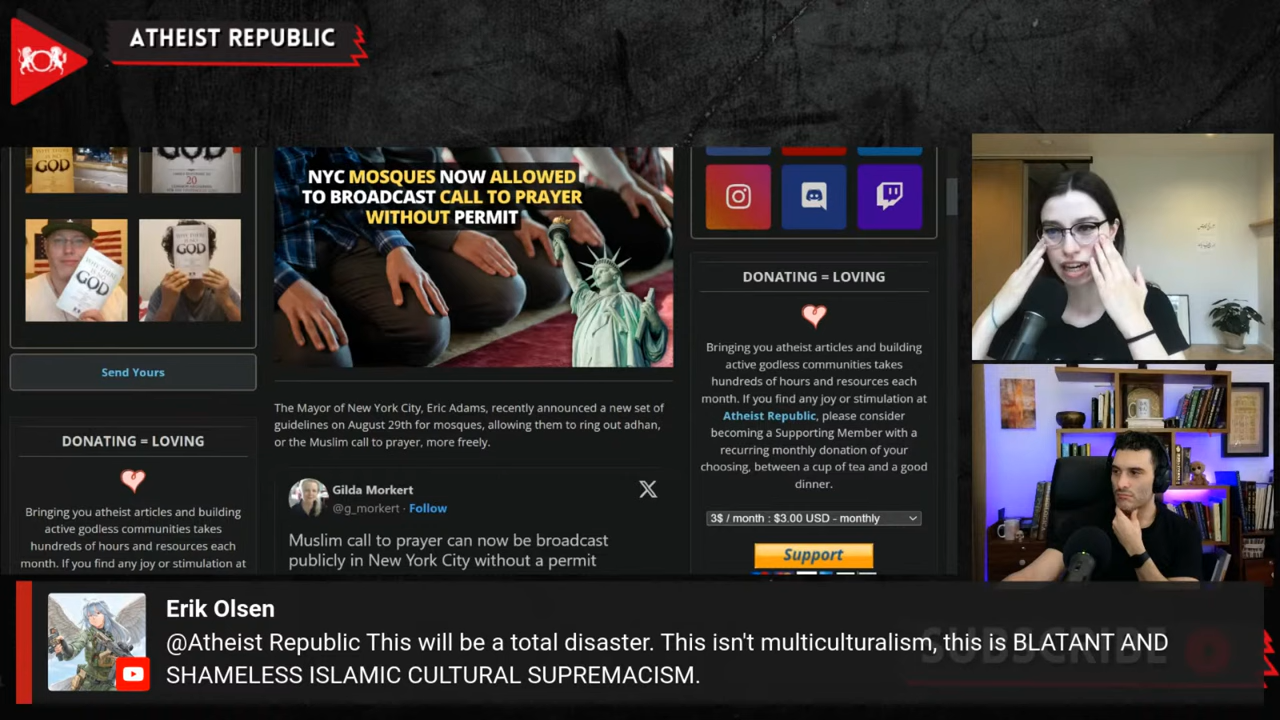 ATHEIST REPUBLIC
GOD
GOD
20
GOD
GOD
Send Yours
DONATING = LOVING
Bringing you atheist articles and building
active godless communities takes
hundreds of hours and resources each
month. If you find any joy or stimulation at
NYC MOSQUES NOW ALLOWED
TO BROADCAST CALL TO PRAYER
WITHOUT PERMIT
The Mayor of New York City, Eric Adams, recently announced a new set of
guidelines on August 29th for mosques, allowing them to ring out adhan,
or the Muslim call to prayer, more freely.
Gilda Morkert
@g_morkert · Follow
Muslim call to prayer can now be broadcast
publicly in New York City without a permit
DONATING = LOVING
Bringing you atheist articles and building
active godless communities takes
hundreds of hours and resources each
month. If you find any joy or stimulation at
Atheist Republic, please consider
becoming a Supporting Member with a
recurring monthly donation of your
choosing, between a cup of tea and a good
dinner.
3$ / month : $3.00 USD - monthly
Support
Erik Olsen
@Atheist Republic This will be a total disaster. This isn't multiculturalism, this is BLATANT AND
SHAMELESS ISLAMIC CULTURAL SUPREMACISM.
SUBSCRIBE